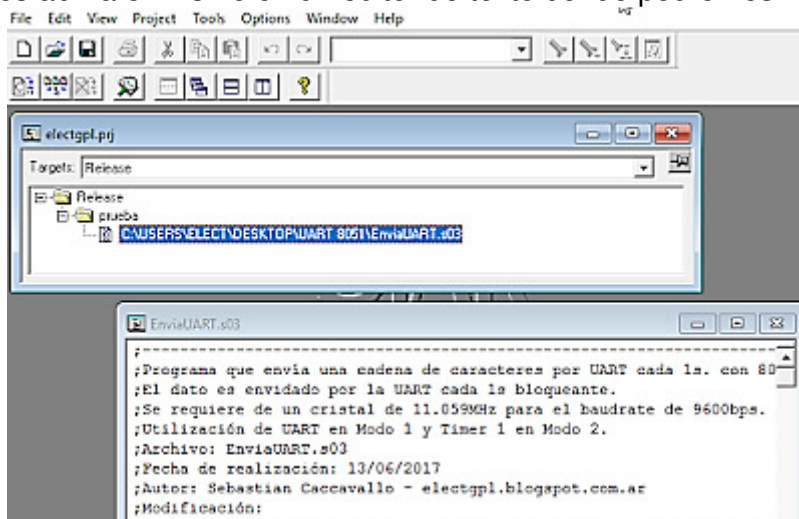 File Edit View Project Tools Options Window Help
electgpl.prj
Targets: Release
Release
prueba
C:\USERS\ELECT\DESKTOP\UART 8051\EnviaUART.s03
EnviaUART.s03
;--------------------------------------------------------------
;Programa que envía una cadena de caracteres por UART cada 1s. con 80
;El dato es envidado por la UART cada 1s bloqueante.
;Se requiere de un cristal de 11.059MHz para el baudrate de 9600bps.
;Utilización de UART en Modo 1 y Timer 1 en Modo 2.
;Archivo: EnviaUART.s03
;Fecha de realización: 13/06/2017
;Autor: Sebastian Caccavallo - electgpl.blogspot.com.ar
;Modificación: